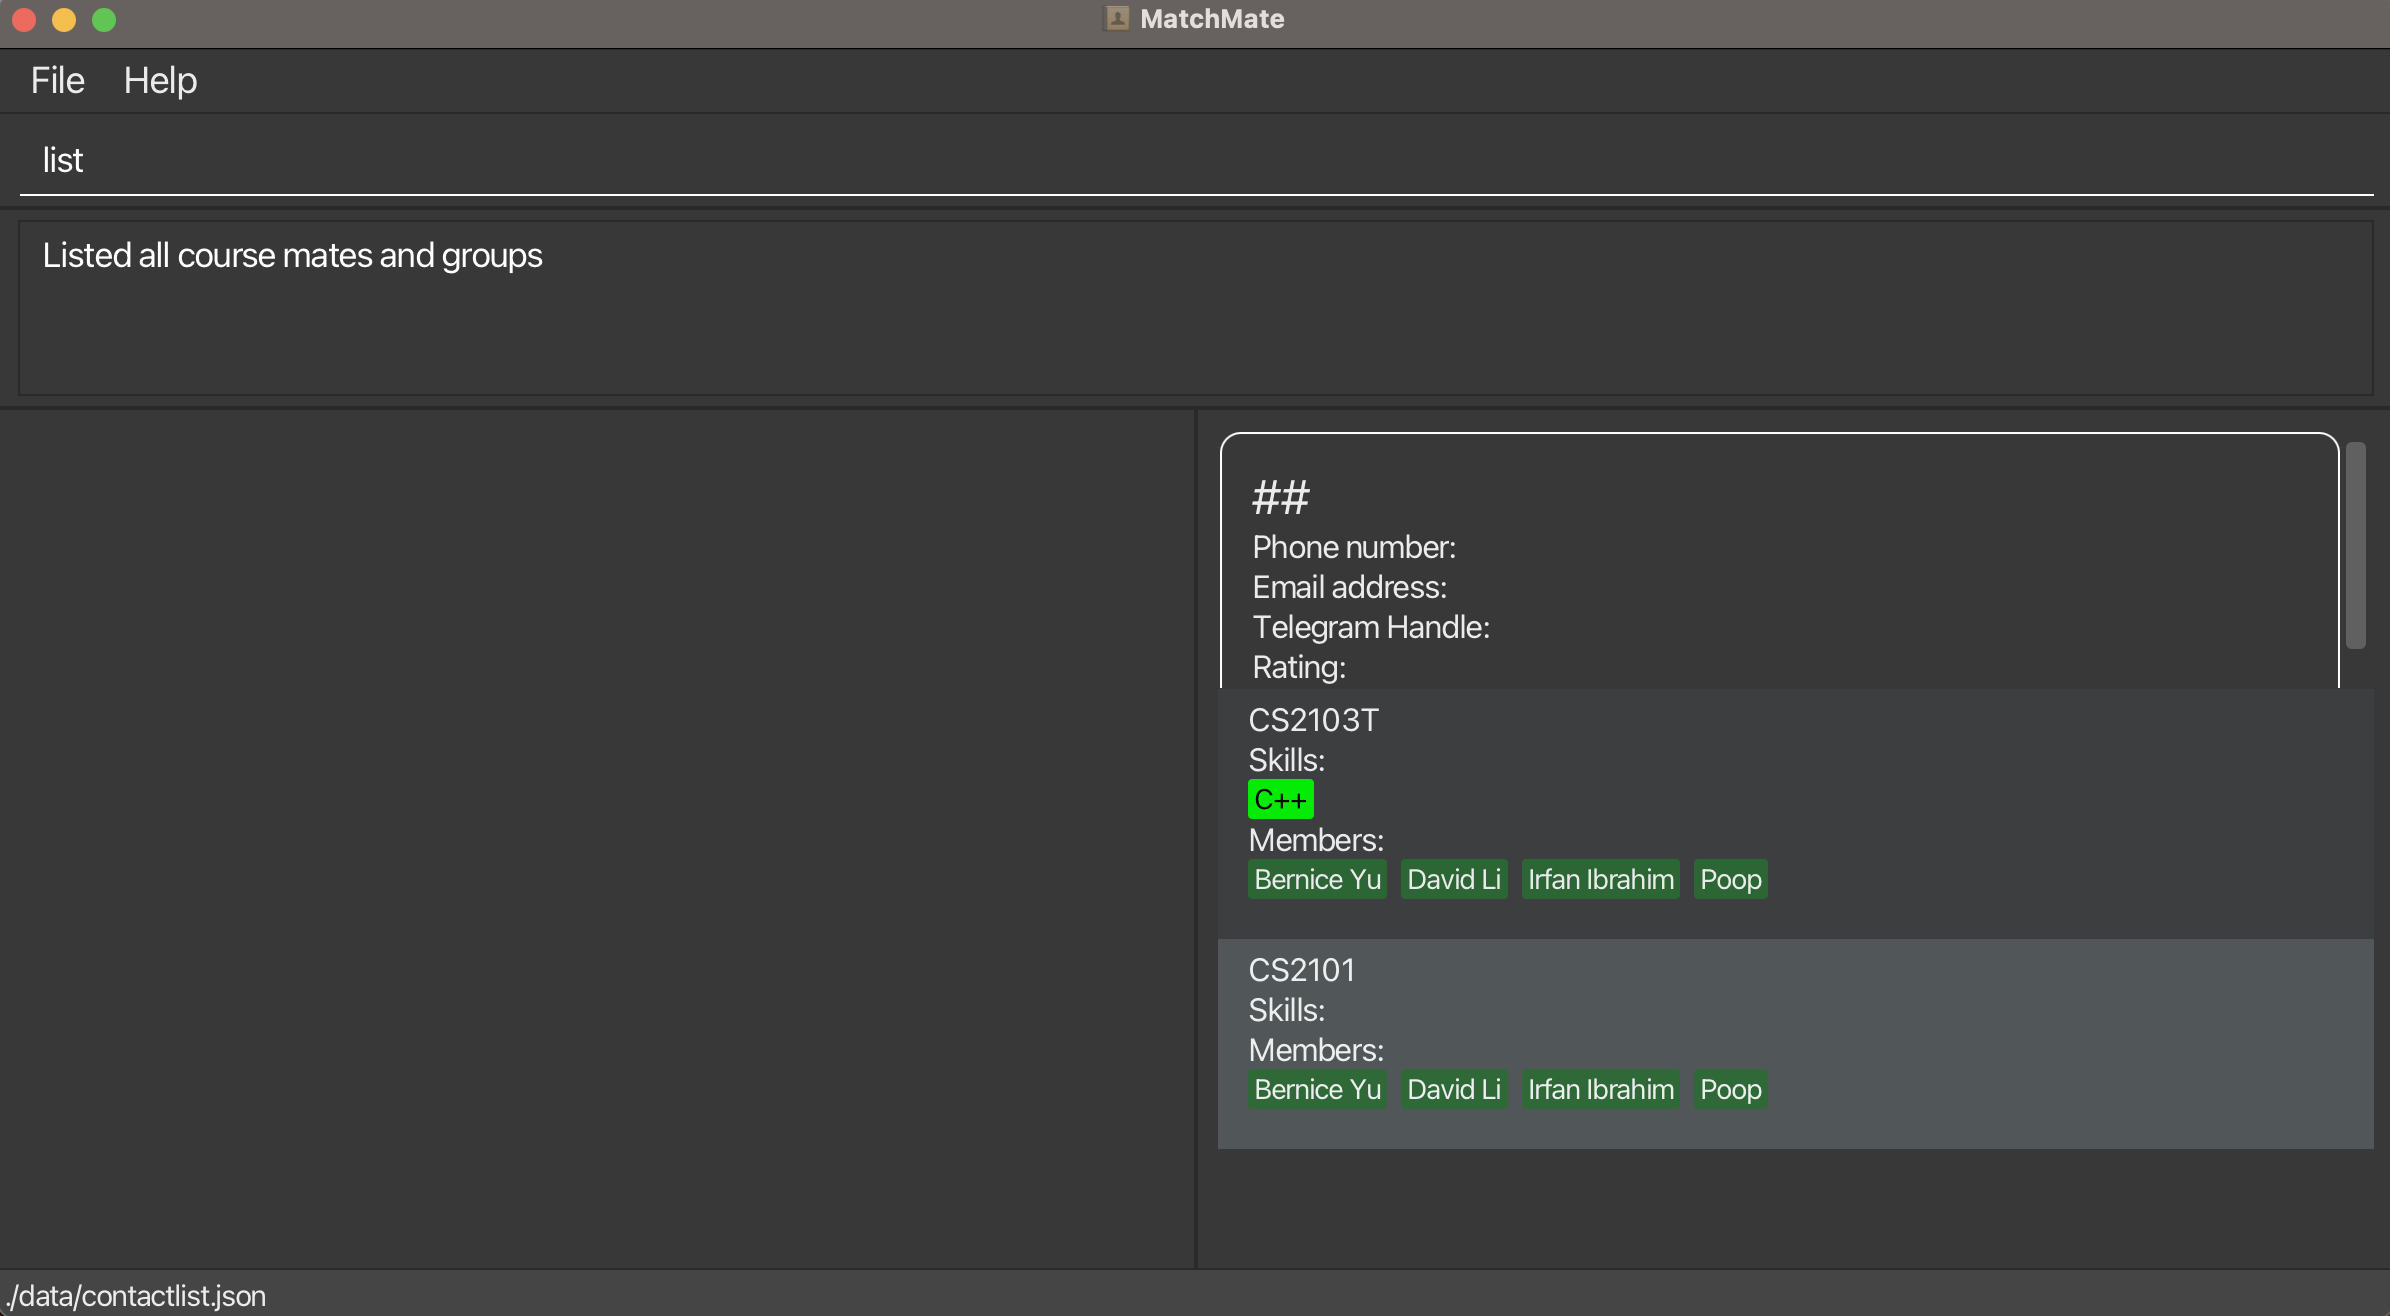 MatchMate
File Help
list
Listed all course mates and groups
##
Phone number:
Email address:
Telegram Handle:
Rating:
CS2103T
Skills:
C++
Members:
Bernice Yu David Li Irfan Ibrahim Poop
CS2101
Skills:
Members:
Bernice Yu David Li Irfan Ibrahim Poop
./data/contactlist.json